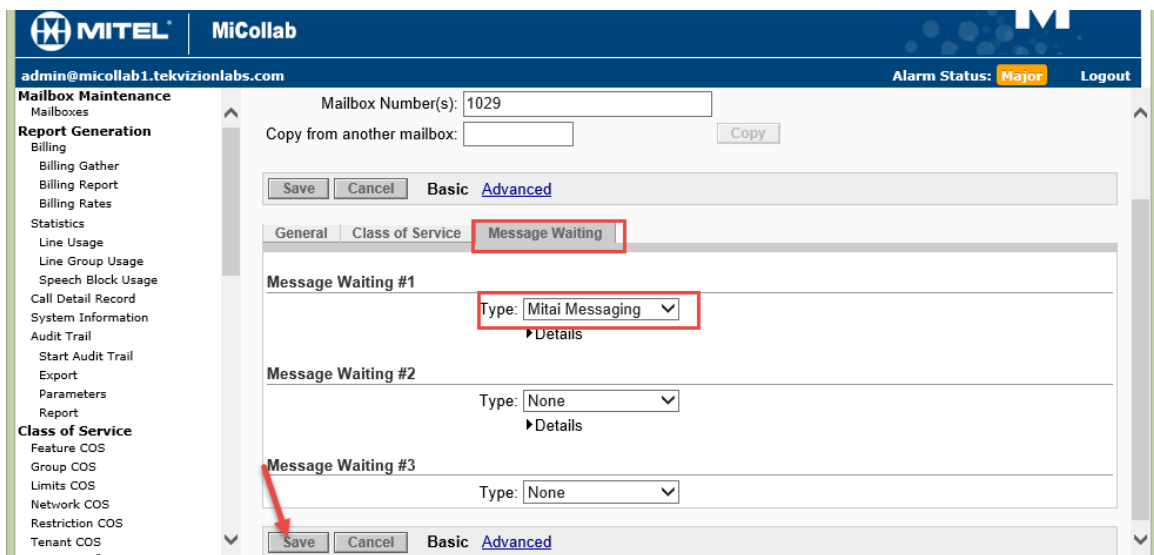 MITEL MiCollab
M
admin@micollab1.tekvizionlabs.com Alarm Status: Major Logout
Mailbox Maintenance
Mailboxes
Report Generation
Billing
Billing Gather
Billing Report
Billing Rates
Statistics
Line Usage
Line Group Usage
Speech Block Usage
Call Detail Record
System Information
Audit Trail
Start Audit Trail
Export
Parameters
Report
Class of Service
Feature COS
Group COS
Limits COS
Network COS
Restriction COS
Tenant COS
Mailbox Number(s): 1029
Copy from another mailbox: Copy
Save Cancel Basic Advanced
General Class of Service Message Waiting
Message Waiting #1
Type: Mitai Messaging
Details
Message Waiting #2
Type: None
Details
Message Waiting #3
Type: None
Save Cancel Basic Advanced